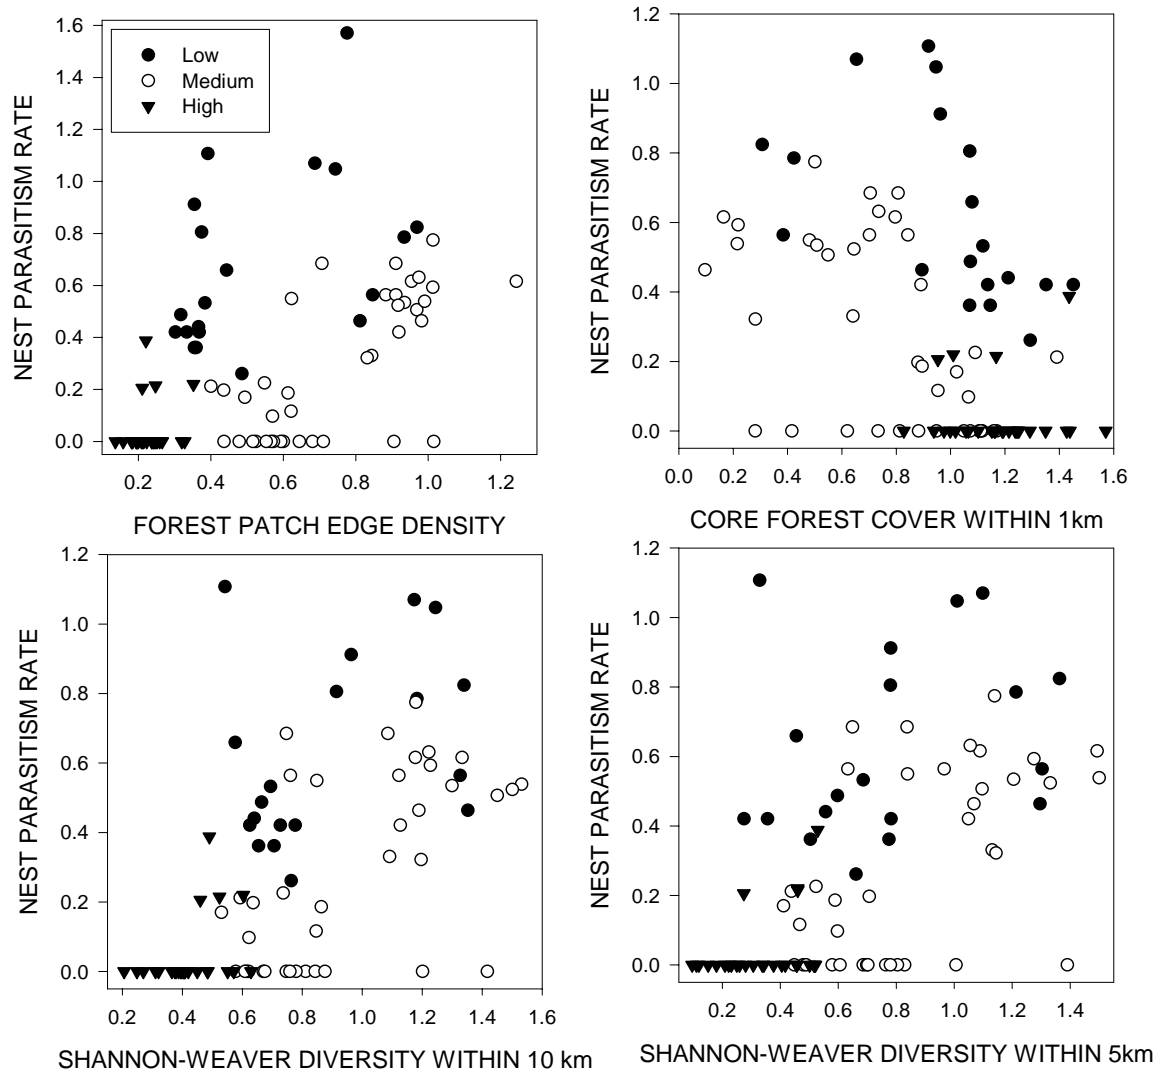 NEST PARASITISM RATE
1.6
1.4
1.2
1.0
0.8
0.6
0.4
0.2
0.0
Low
Medium
High
0.2 0.4 0.6 0.8 1.0 1.2
FOREST PATCH EDGE DENSITY
NEST PARASITISM RATE
1.2
1.0
0.8
0.6
0.4
0.2
0.0
0.0 0.2 0.4 0.6 0.8 1.0 1.2 1.4 1.6
CORE FOREST COVER WITHIN 1km
NEST PARASITISM RATE
1.2
1.0
0.8
0.6
0.4
0.2
0.0
0.2 0.4 0.6 0.8 1.0 1.2 1.4 1.6
SHANNON-WEAVER DIVERSITY WITHIN 10 km
NEST PARASITISM RATE
1.2
1.0
0.8
0.6
0.4
0.2
0.0
0.2 0.4 0.6 0.8 1.0 1.2 1.4
SHANNON-WEAVER DIVERSITY WITHIN 5km